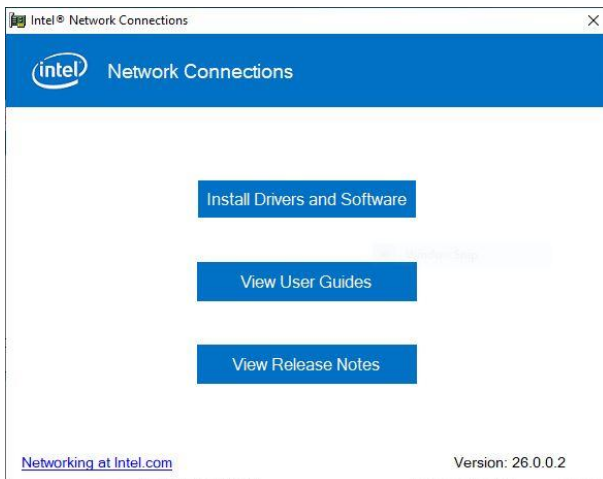 Intel® Network Connections
intel Network Connections
Install Drivers and Software
View User Guides
View Release Notes
Networking at Intel.com Version: 26.0.0.2